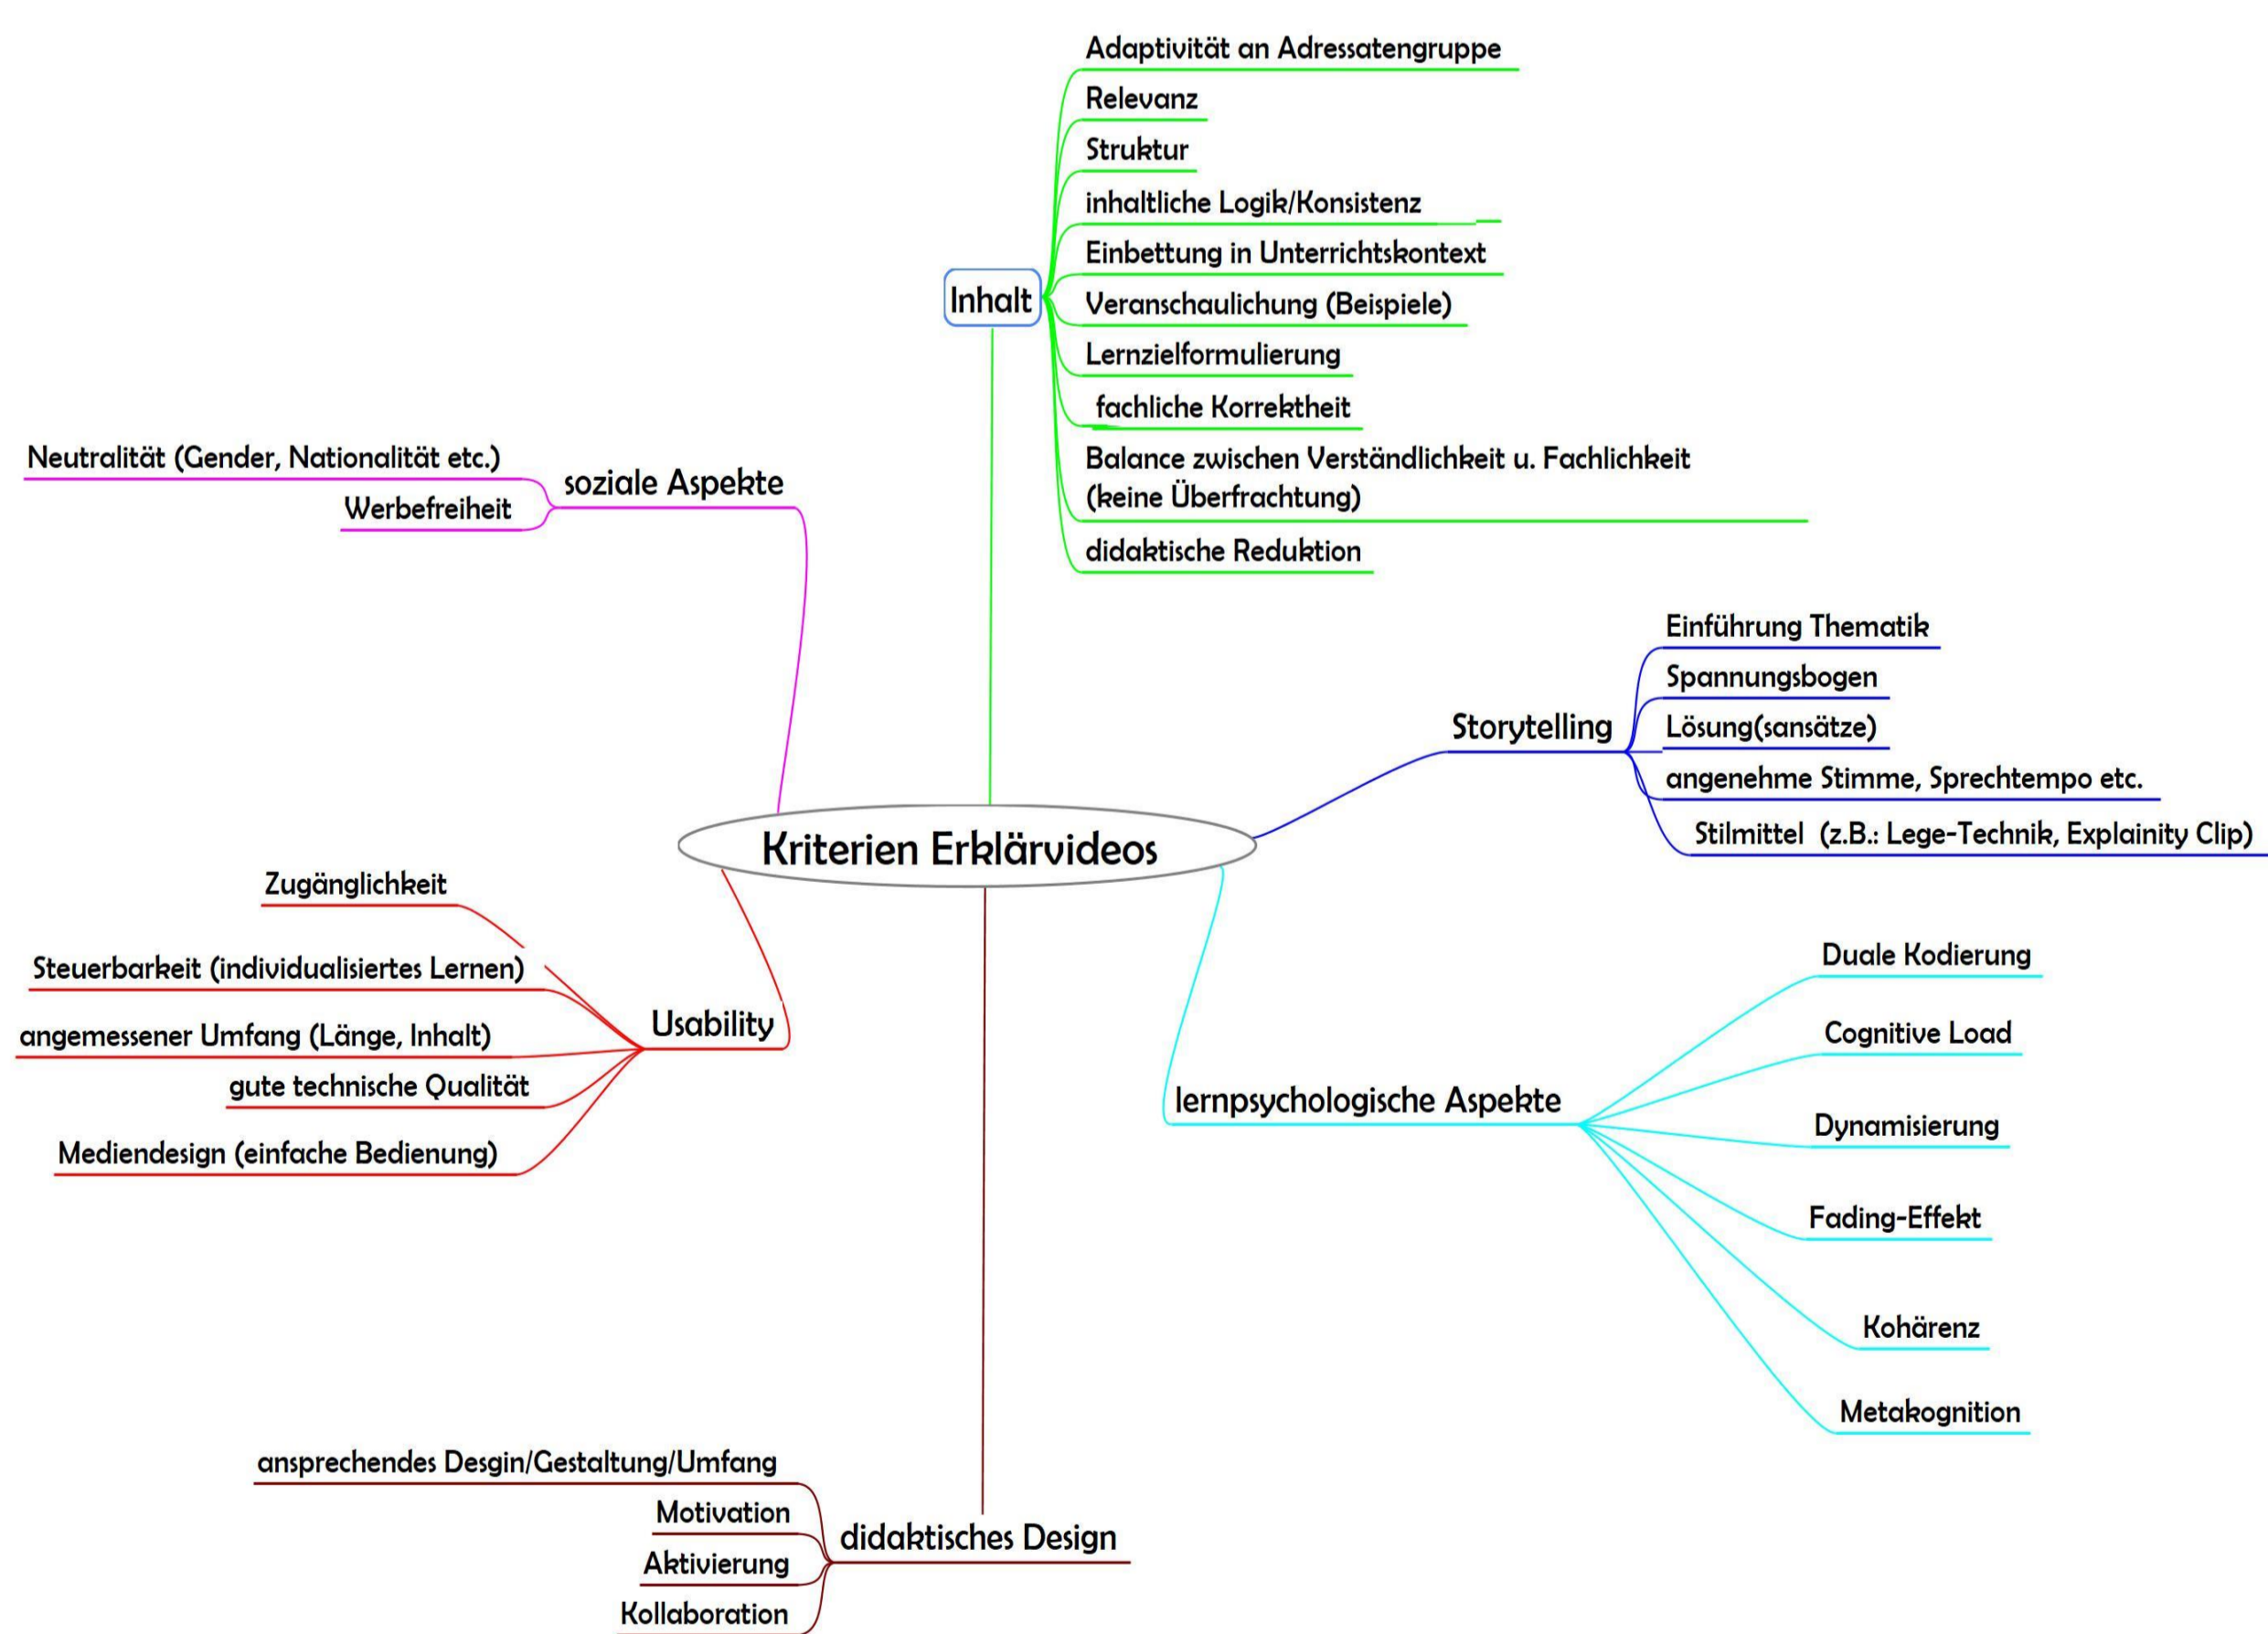 Adaptivität an Adressatengruppe
Relevanz
Struktur
inhaltliche Logik/Konsistenz
Einbettung in Unterrichtskontext
Inhalt
Veranschaulichung (Beispiele)
Lernzielformulierung
fachliche Korrektheit
Balance zwischen Verständlichkeit u. Fachlichkeit
(keine Überfrachtung)
didaktische Reduktion
Neutralität (Gender, Nationalität etc.)
soziale Aspekte
Werbefreiheit
Einführung Thematik
Spannungsbogen
Storytelling
Lösung(sansätze)
angenehme Stimme, Sprechtempo etc.
Stilmittel (z.B.: Lege-Technik, Explainity Clip)
Kriterien Erklärvideos
Zugänglichkeit
Steuerbarkeit (individualisiertes Lernen)
Usability
angemessener Umfang (Länge, Inhalt)
gute technische Qualität
Mediendesign (einfache Bedienung)
Duale Kodierung
Cognitive Load
lernpsychologische Aspekte
Dynamisierung
Fading-Effekt
Kohärenz
Metakognition
ansprechendes Desgin/Gestaltung/Umfang
Motivation
didaktisches Design
Aktivierung
Kollaboration